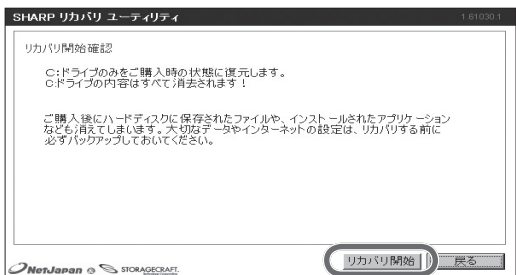 SHARP リカバリ ユーティリティ 1.61030.1
リカバリ開始確認
C:ドライブのみをご購入時の状態に復元します。
C:ドライブの内容はすべて消去されます！
ご購入後にハードディスクに保存されたファイルや、インストールされたアプリケーション
なども消えてしまいます。大切なデータやインターネットの設定は、リカバリする前に
必ずバックアップしておいてください。
リカバリ開始 戻る
NetJapan STORAGECRAFT